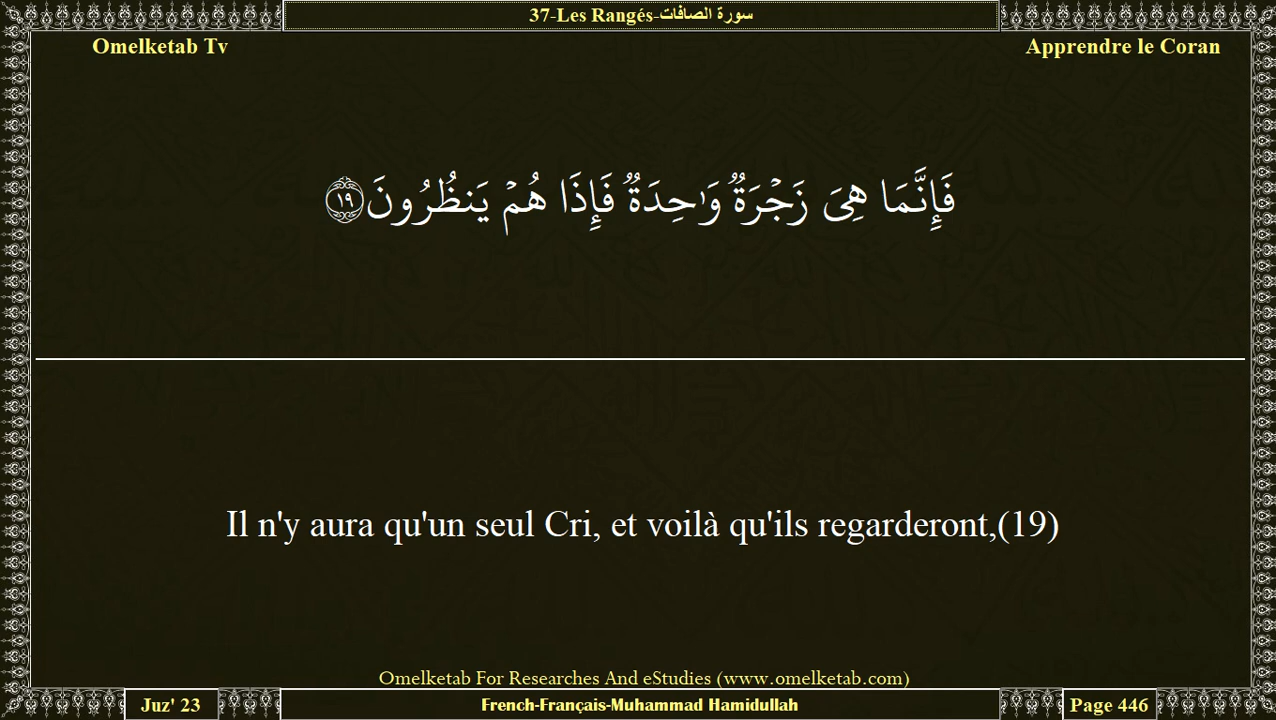 37-Les Rangés-سورة الصافات
Omelketab Tv
Apprendre le Coran
فَإِنَّمَا هِىَ زَجْرَةٌ وَٰحِدَةٌ فَإِذَا هُمْ يَنظُرُونَ ١٩
Il n'y aura qu'un seul Cri, et voilà qu'ils regarderont,(19)
Omelketab For Researches And eStudies (www.omelketab.com)
Juz' 23
French-Français-Muhammad Hamidullah
Page 446